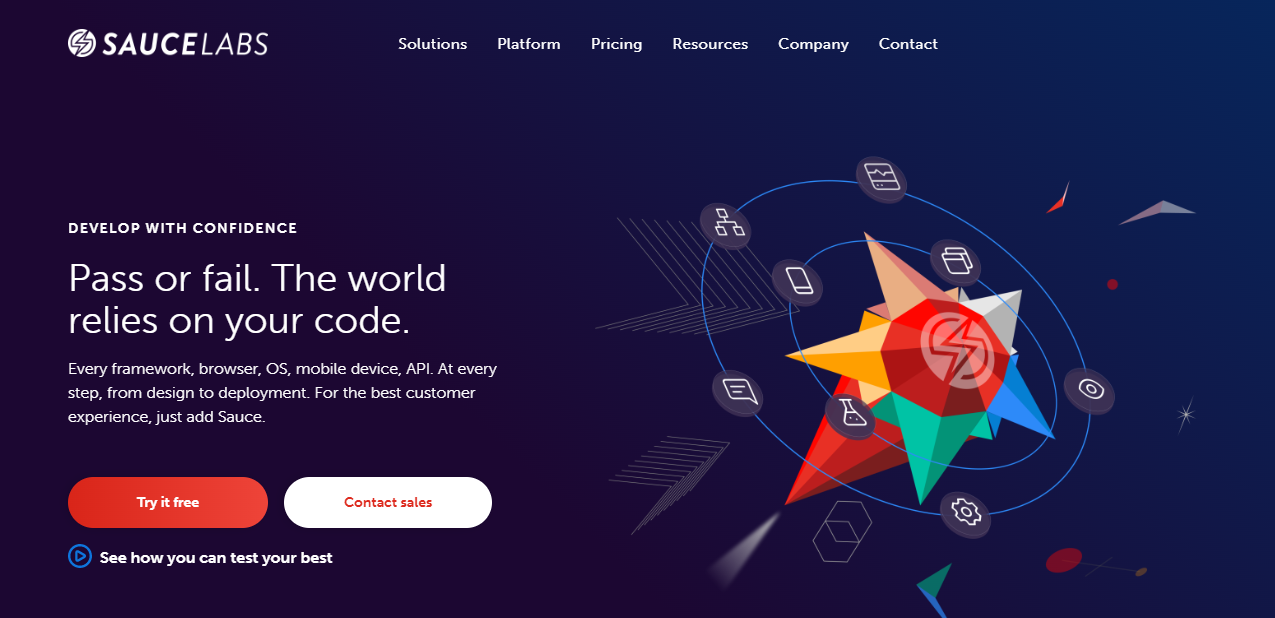 SAUCELABS
Solutions
Platform
Pricing
Resources
Company
Contact
DEVELOP WITH CONFIDENCE
Pass or fail. The world
relies on your code.
Every framework, browser, OS, mobile device, API. At every
step, from design to deployment. For the best customer
experience, just add Sauce.
Try it free
Contact sales
See how you can test your best